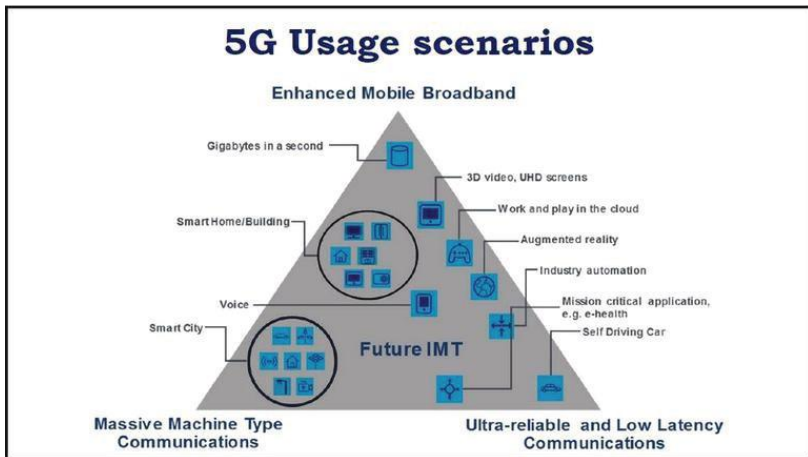 5G Usage scenarios
Enhanced Mobile Broadband
Gigabytes in a second
3D video, UHD screens
Smart Home/Building
Work and play in the cloud
Augmented reality
Industry automation
Voice
Mission critical application,
e.g. e-health
Smart City
Self Driving Car
Future IMT
Massive Machine Type
Communications
Ultra-reliable and Low Latency
Communications